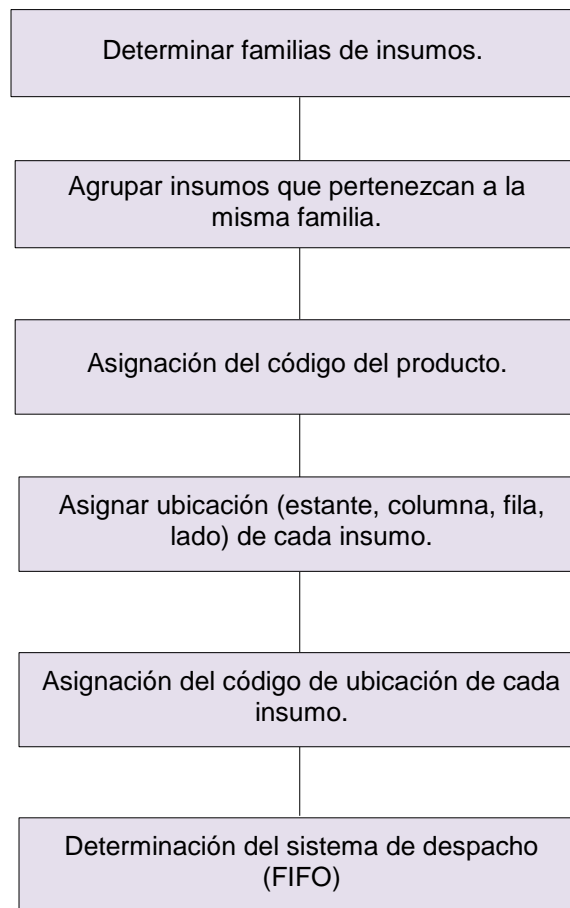 Determinar familias de insumos.
Agrupar insumos que pertenezcan a la
misma familia.
Asignación del código del producto.
Asignar ubicación (estante, columna, fila,
lado) de cada insumo.
Asignación del código de ubicación de cada
insumo.
Determinación del sistema de despacho
(FIFO)